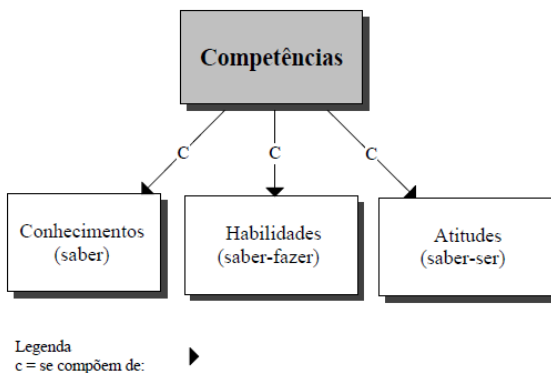 Competências
C
C
C
Conhecimentos
(saber)
Habilidades
(saber-fazer)
Atitudes
(saber-ser)
Legenda
c = se compõem de: